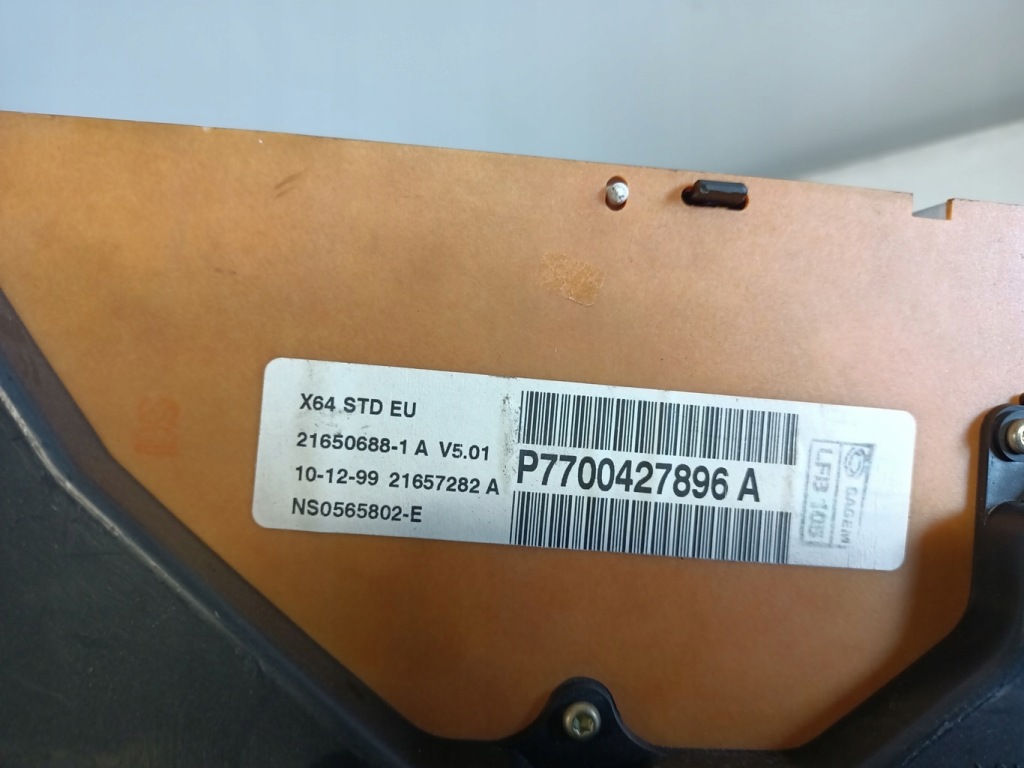 X64 STD EU
21650688-1 A V5.01
10-12-99 21657282 A
NS0565802-E
P7700427896 A
SAGEM